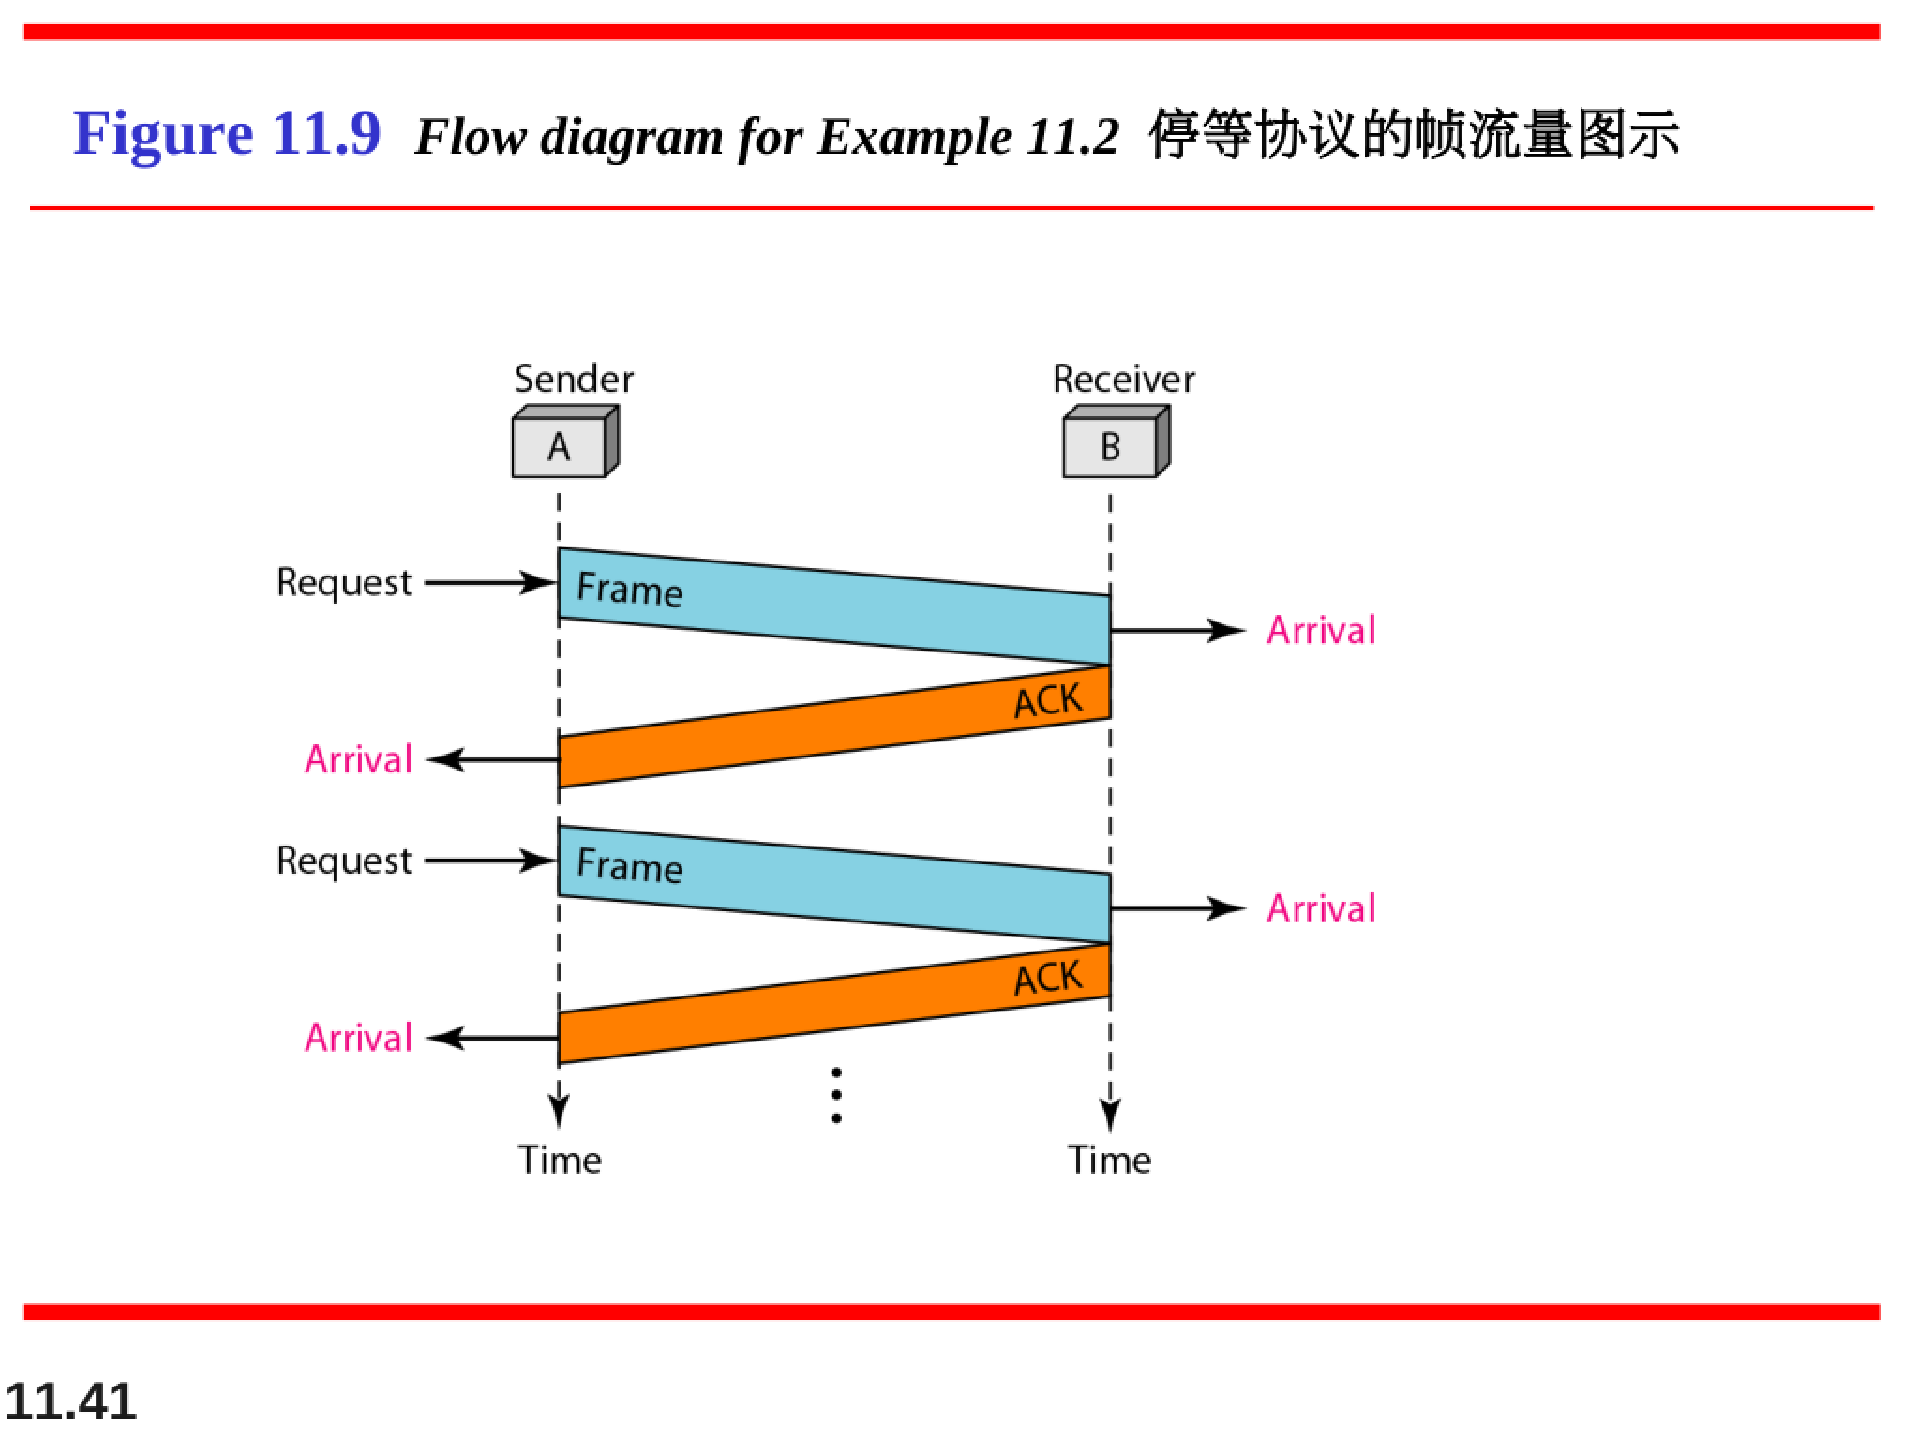 Figure 11.9 Flow diagram for Example 11.2 停等协议的帧流量图示
Sender Receiver
A B
Request Frame
Arrival
ACK
Arrival
Request Frame
Arrival
ACK
Arrival
Time Time
11.41